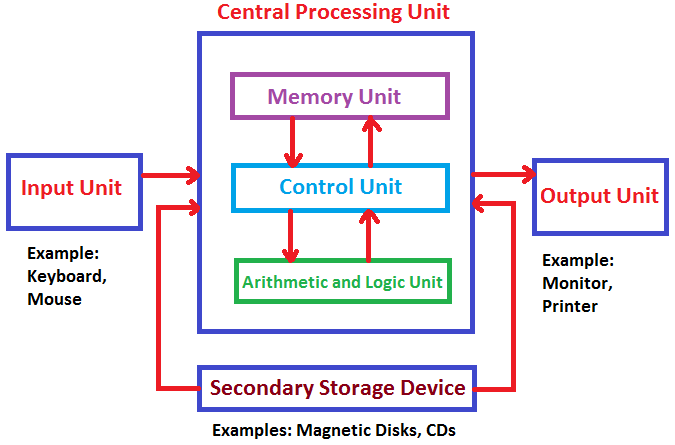 Central Processing Unit
Memory Unit
Input Unit
Control Unit
Output Unit
Example:
Keyboard,
Mouse
Arithmetic and Logic Unit
Example:
Monitor,
Printer
Secondary Storage Device
Examples: Magnetic Disks, CDs